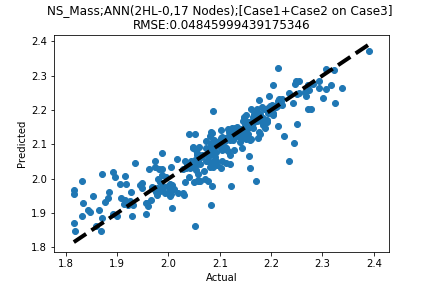 NS_Mass;ANN(2HL-0,17 Nodes);[Case1+Case2 on Case3]
RMSE:0.04845999439175346
2.4
2.3
2.2
2.1
2.0
1.9
1.8
Predicted
1.8 1.9 2.0 2.1 2.2 2.3 2.4
Actual